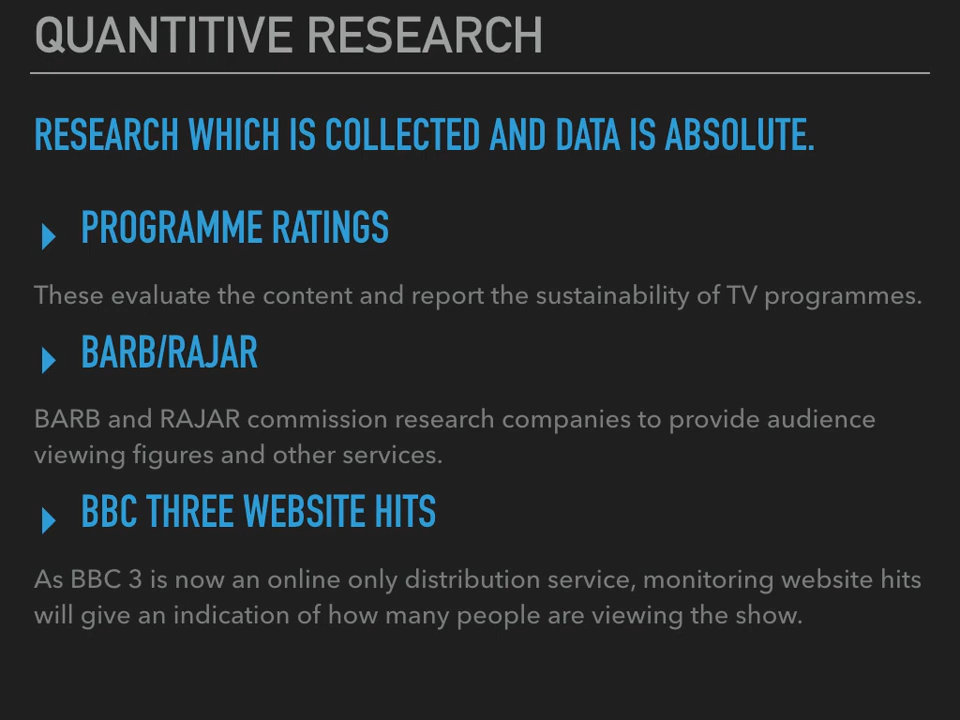 QUANTITIVE RESEARCH
RESEARCH WHICH IS COLLECTED AND DATA IS ABSOLUTE.
PROGRAMME RATINGS
These evaluate the content and report the sustainability of TV programmes.
BARB/RAJAR
BARB and RAJAR commission research companies to provide audience
viewing figures and other services.
BBC THREE WEBSITE HITS
As BBC 3 is now an online only distribution service, monitoring website hits
will give an indication of how many people are viewing the show.